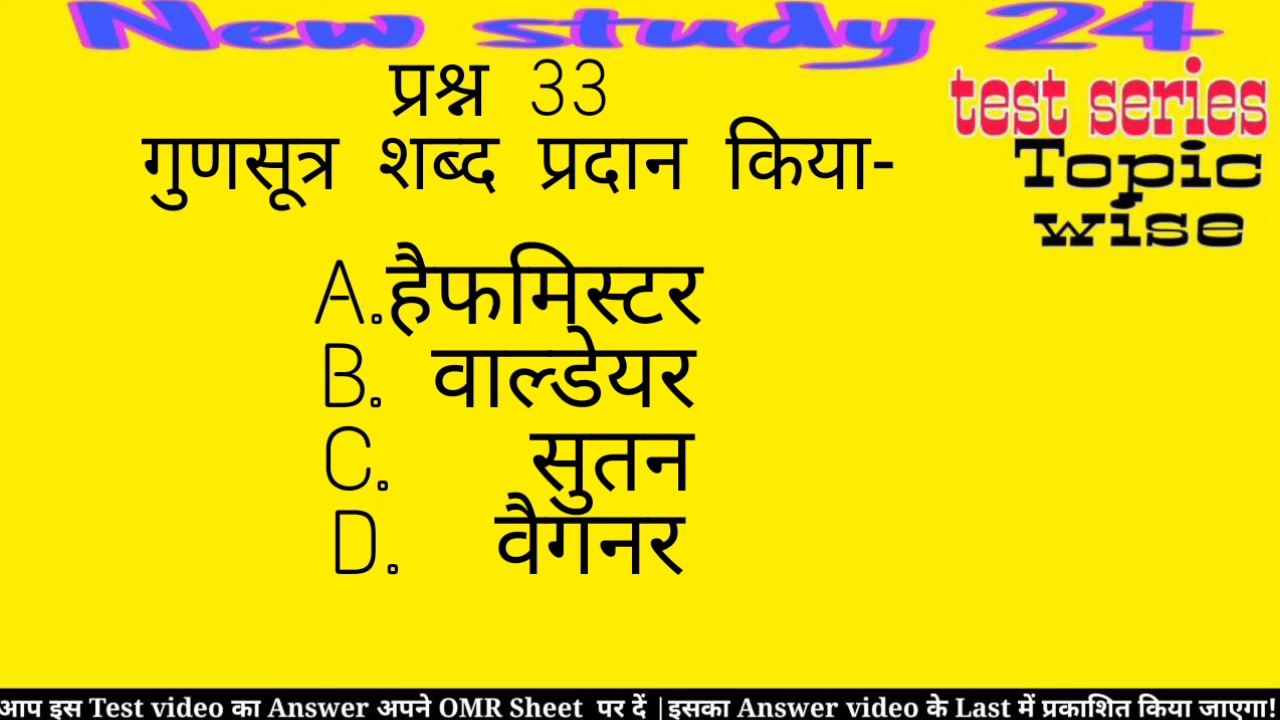 New study 24
test series
Topic
wise
प्रश्न 33
गुणसूत्र शब्द प्रदान किया-
A.हैफमिस्टर
B. वाल्डेयर
C. सुतन
D. वैगनर
आप इस Test video का Answer अपने OMR Sheet पर दें |इसका Answer video के Last में प्रकाशित किया जाएगा!